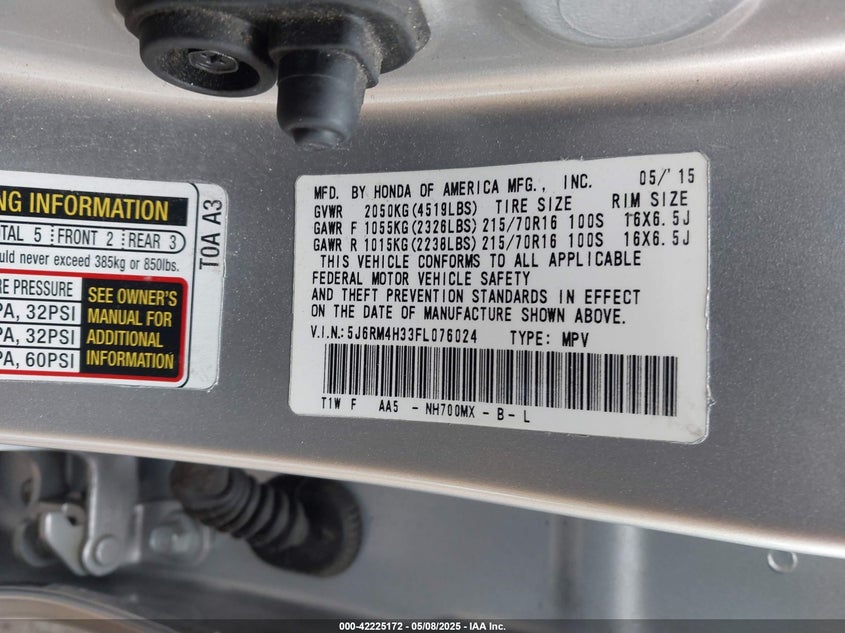 NG INFORMATION
OTAL 5 FRONT 2 REAR 3
uld never exceed 385kg or 850lbs.
RE PRESSURE
PA, 32PSI
PA, 32PSI
PA, 60PSI
SEE OWNER'S
MANUAL FOR
ADDITIONAL
INFORMATION
T0A A3
MFD. BY HONDA OF AMERICA MFG., INC. 05/'15
GVWR 2050KG(4519LBS) TIRE SIZE RIM SIZE
GAWR F 1055KG(2326LBS) 215/70R16 100S 16X6.5J
GAWR R 1015KG(2238LBS) 215/70R16 100S 16X6.5J
THIS VEHICLE CONFORMS TO ALL APPLICABLE
FEDERAL MOTOR VEHICLE SAFETY
AND THEFT PREVENTION STANDARDS IN EFFECT
ON THE DATE OF MANUFACTURE SHOWN ABOVE.
V.I.N.:5J6RM4H33FL076024 TYPE: MPV
T1W F AA5 - NH700MX - B - L
000-42225172 - 05/08/2025 - IAA Inc.